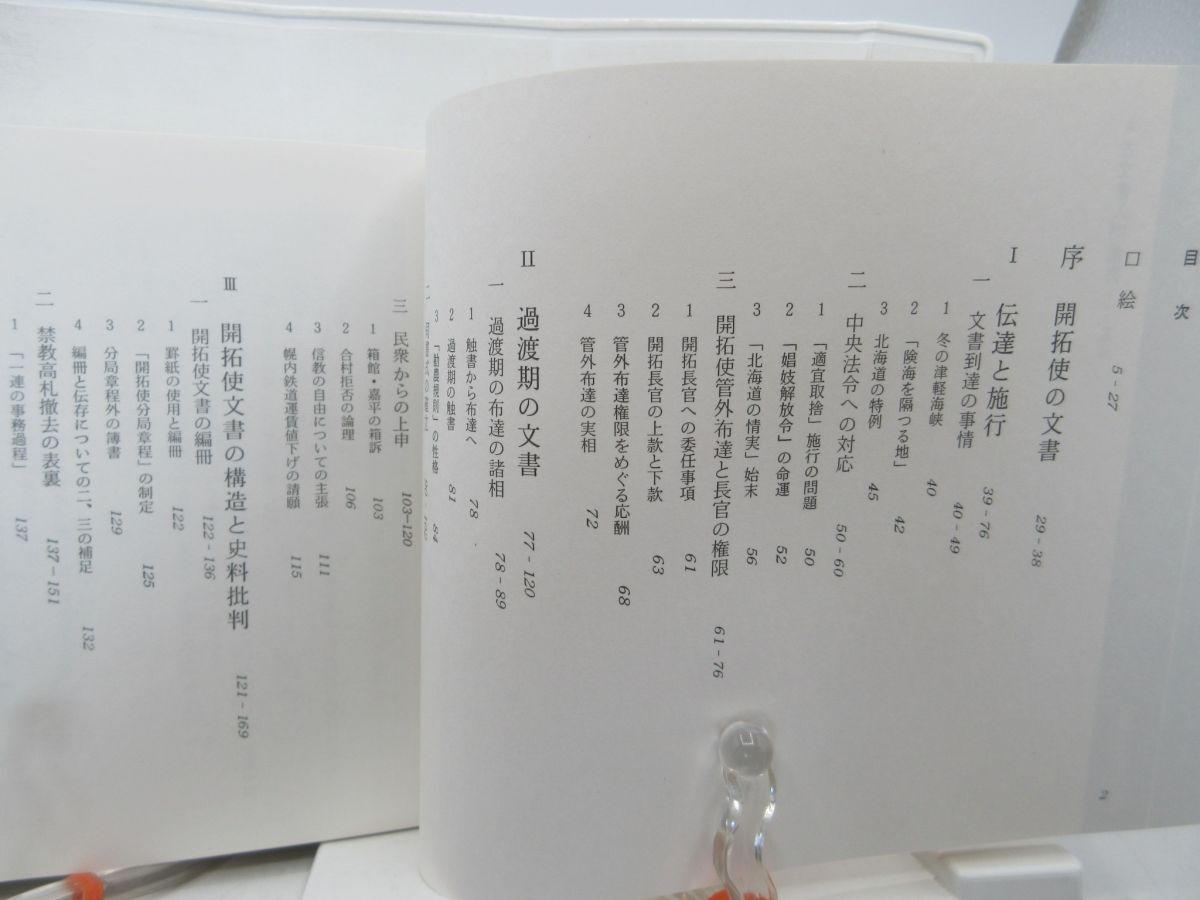 目次
口絵 5-27
序 開拓使の文書 29-38
Ⅰ 伝達と施行 39-76
一 文書到達の事情 40-49
1 冬の津軽海峡 40
2 「険海を隔つる地」 42
3 北海道の特例 45
二 中央法令への対応 50-60
1 「適宜取捨」施行の問題 50
2 「娼妓解放令」の命運 52
3 「北海道の情実」始末 56
三 開拓使管外布達と長官の権限 61-76
1 開拓長官への委任事項 61
2 開拓長官の上款と下款 63
3 管外布達権限をめぐる応酬 68
4 管外布達の実相 72
Ⅱ 過渡期の文書 77-120
一 過渡期の布達の諸相 78-89
1 触書から布達へ 78
2 過渡期の触書 81
3 「勧農規則」の性格 84
2
三 民衆からの上申 103-120
1 箱館・嘉平の箱訴 103
2 合村拒否の論理 106
3 信教の自由についての主張 111
4 幌内鉄道運賃値下げの請願 115
Ⅲ 開拓使文書の構造と史料批判 121-169
一 開拓使文書の編冊 122-136
1 罫紙の使用と編冊 122
2 「開拓使分局章程」の制定 125
3 分局章程外の簿書 129
4 編冊と伝存についての二、三の補足 132
二 禁教高札撤去の表裏 137-151
1 「一連の事務過程」 137